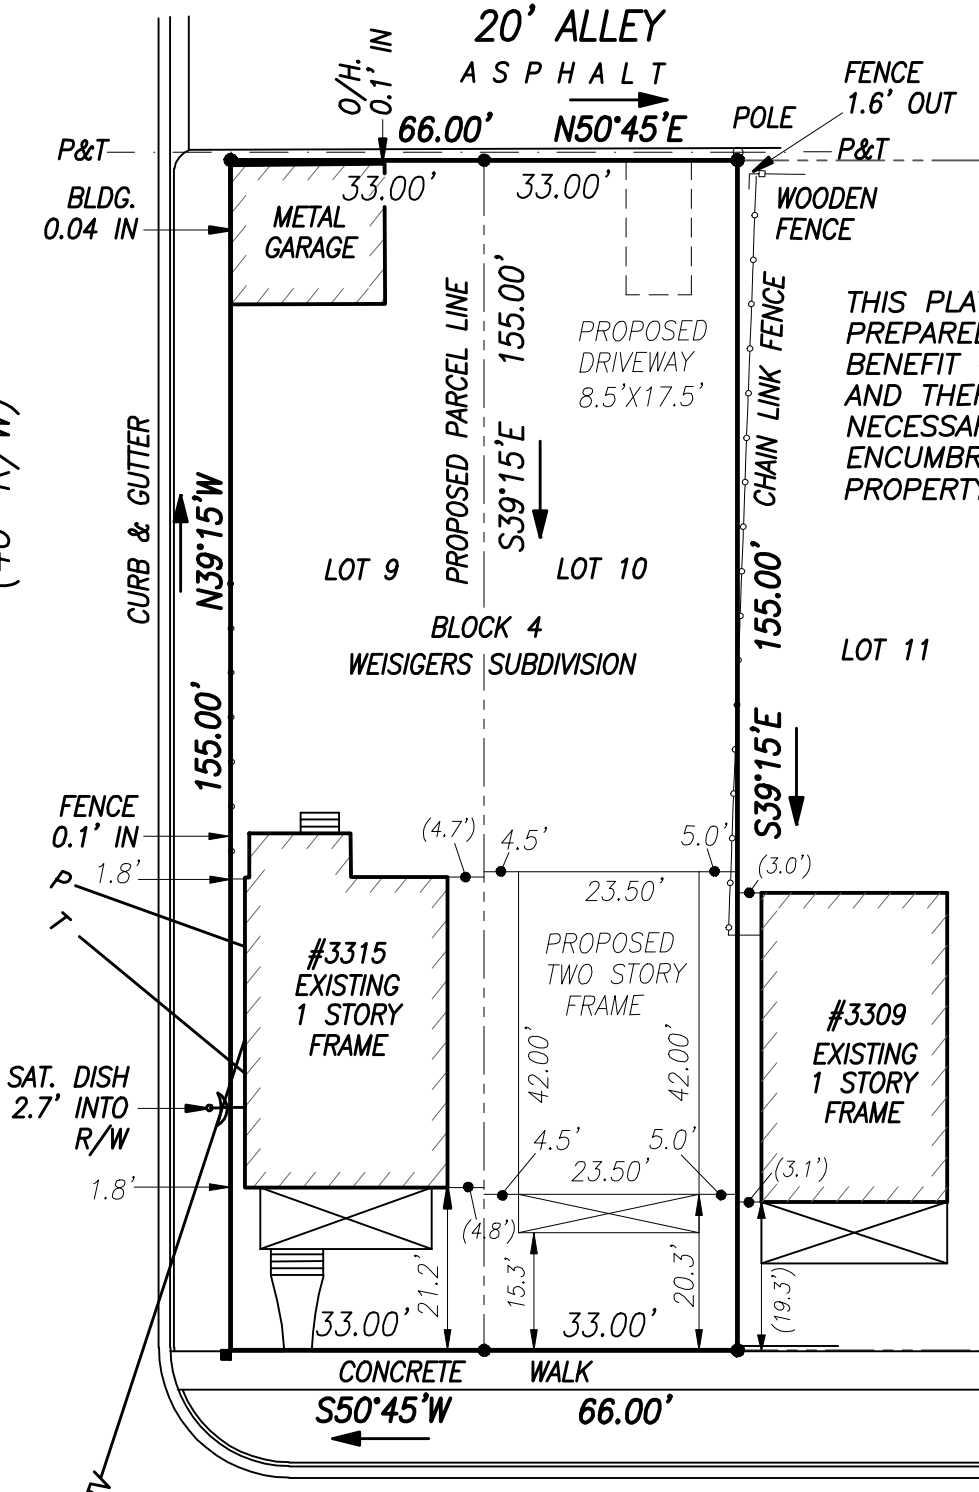 20' ALLEY
ASPHALT
O/H.
0.1' IN
FENCE
1.6' OUT
POLE
66.00'
N50°45'E
P&T
P&T
33.00'
33.00'
BLDG.
0.04 IN
METAL
GARAGE
WOODEN
FENCE
PROPOSED PARCEL LINE
155.00'
S39°15'E
PROPOSED
DRIVEWAY
8.5'X17.5'
CHAIN LINK FENCE
THIS PLA
PREPARE
BENEFIT
AND THE
NECESSA
ENCUMBR
PROPERTY
R/W)
CURB & GUTTER
N39°15'W
155.00'
LOT 9
LOT 10
BLOCK 4
WEISIGERS SUBDIVISION
155.00'
S39°15'E
LOT 11
FENCE
0.1' IN
1.8'
P
T
(4.7')
4.5'
5.0'
(3.0')
23.50'
#3315
EXISTING
1 STORY
FRAME
PROPOSED
TWO STORY
FRAME
#3309
EXISTING
1 STORY
FRAME
42.00'
42.00'
SAT. DISH
2.7' INTO
R/W
4.5'
5.0'
23.50'
(3.1')
1.8'
(4.8')
21.2'
15.3'
20.3'
(19.3')
33.00'
33.00'
CONCRETE WALK
S50°45'W
66.00'